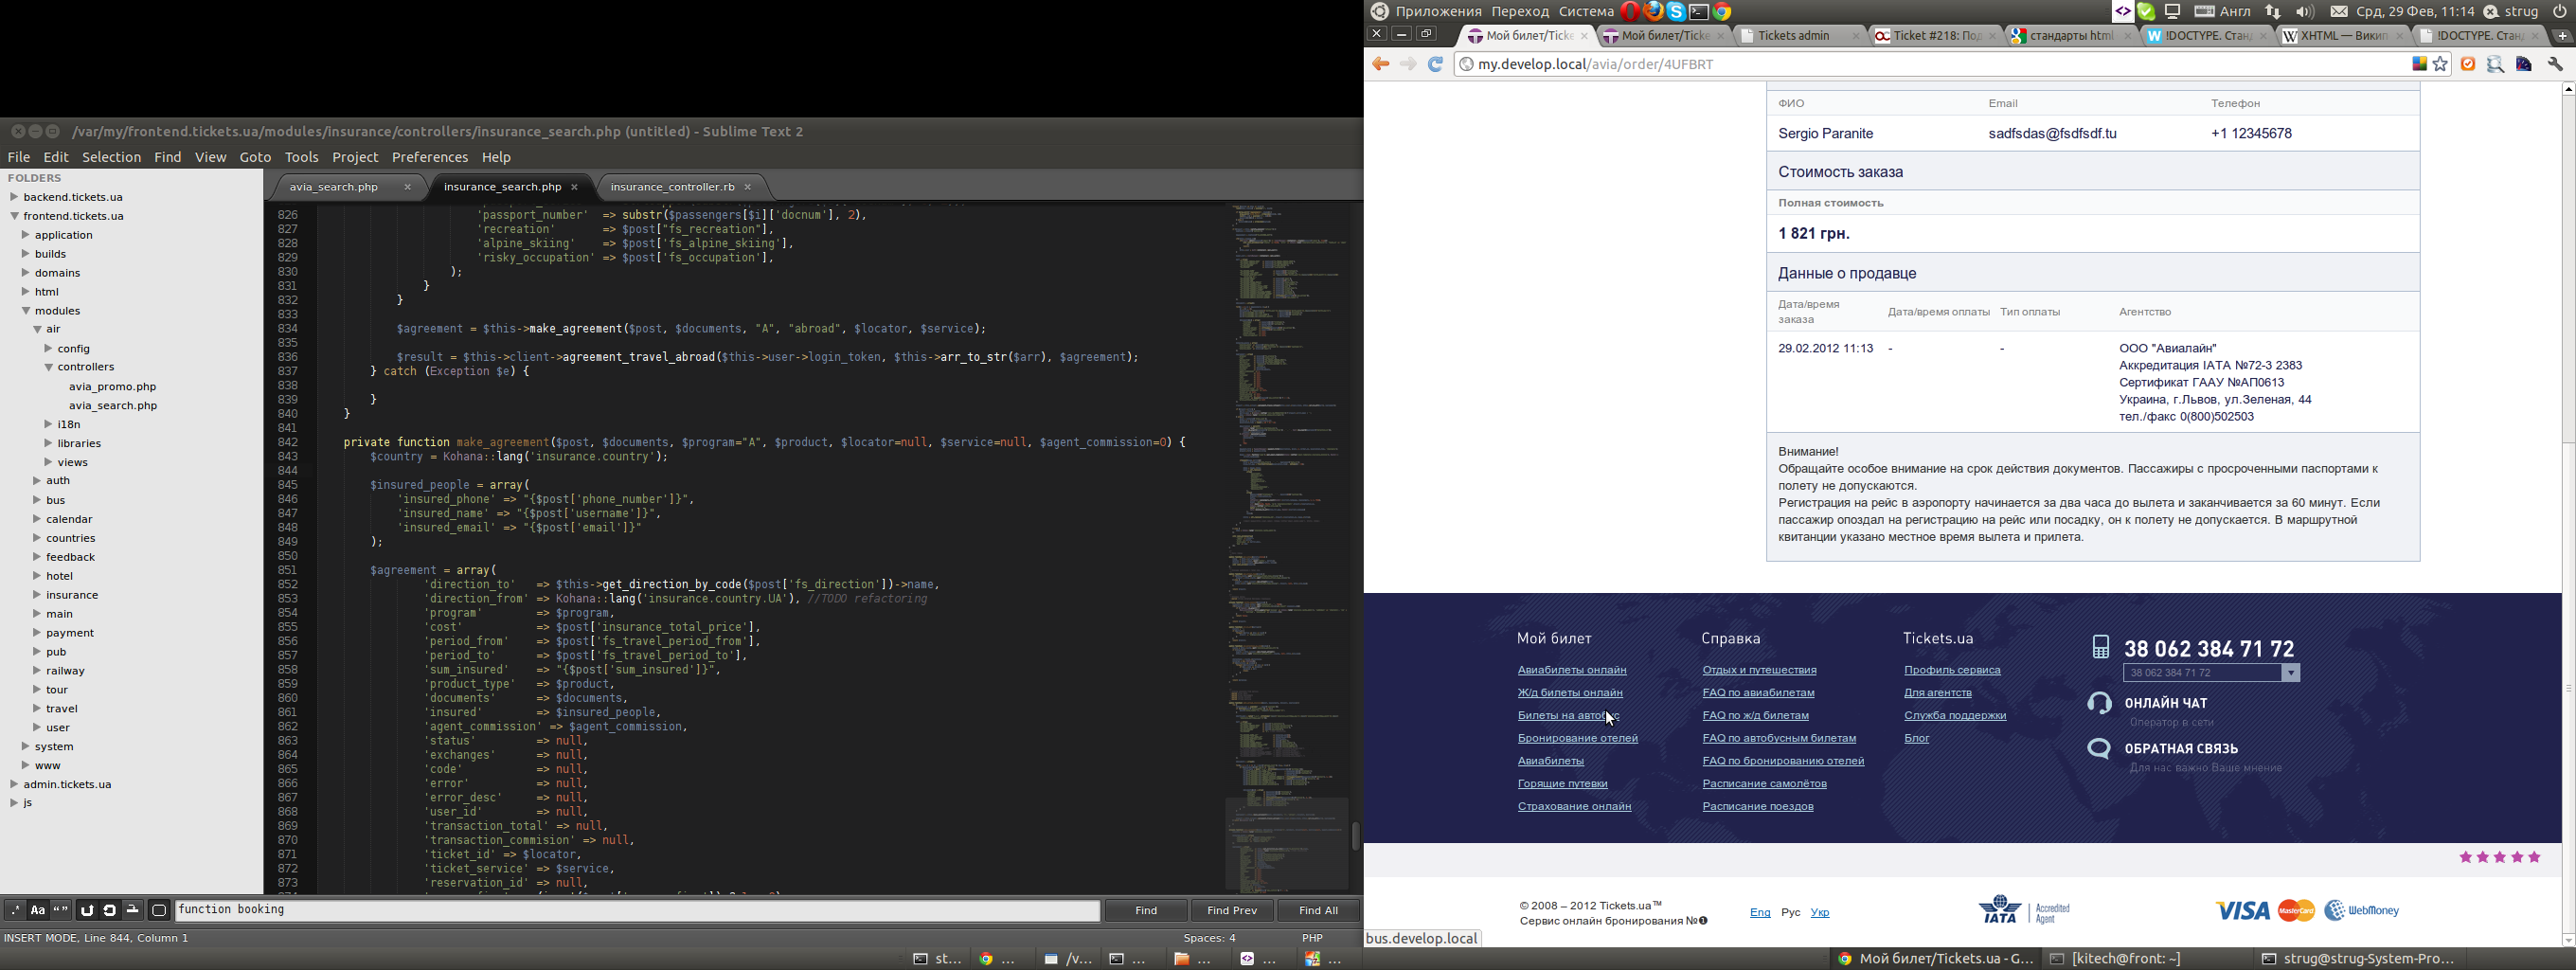 /var/my/frontend.tickets.ua/modules/insurance/controllers/insurance_search.php (untitled) - Sublime Text 2
File Edit Selection Find View Goto Tools Project Preferences Help
FOLDERS
backend.tickets.ua
frontend.tickets.ua
application
builds
domains
html
modules
air
config
controllers
avia_promo.php
avia_search.php
i18n
libraries
views
auth
bus
calendar
countries
feedback
hotel
insurance
main
payment
pub
railway
tour
travel
user
system
www
admin.tickets.ua
js
avia_search.php insurance_search.php insurance_controller.rb
826 'passport_number' => substr($passengers[$i]['docnum'], 2),
827 'recreation' => $post["fs_recreation"],
828 'alpine_skiing' => $post['fs_alpine_skiing'],
829 'risky_occupation' => $post['fs_occupation'],
830 );
831 }
832 }
833
834 $agreement = $this->make_agreement($post, $documents, "A", "abroad", $locator, $service);
835
836 $result = $this->client->agreement_travel_abroad($this->user->login_token, $this->arr_to_str($arr), $agreement);
837 } catch (Exception $e) {
838
839 }
840 }
841
842 private function make_agreement($post, $documents, $program="A", $product, $locator=null, $service=null, $agent_commission=0) {
843 $country = Kohana::lang('insurance.country');
844
845 $insured_people = array(
846 'insured_phone' => "{$post['phone_number']}",
847 'insured_name' => "{$post['username']}",
848 'insured_email' => "{$post['email']}"
849 );
850
851 $agreement = array(
852 'direction_to' => $this->get_direction_by_code($post['fs_direction'])->name,
853 'direction_from' => Kohana::lang('insurance.country.UA'), //TODO refactoring
854 'program' => $program,
855 'cost' => $post['insurance_total_price'],
856 'period_from' => $post['fs_travel_period_from'],
857 'period_to' => $post['fs_travel_period_to'],
858 'sum_insured' => "{$post['sum_insured']}",
859 'product_type' => $product,
860 'documents' => $documents,
861 'insured' => $insured_people,
862 'agent_commission' => $agent_commission,
863 'status' => null,
864 'exchanges' => null,
865 'code' => null,
866 'error' => null,
867 'error_desc' => null,
868 'user_id' => null,
869 'transaction_total' => null,
870 'transaction_commision' => null,
871 'ticket_id' => $locator,
872 'ticket_service' => $service,
873 'reservation_id' => null,
.* Aa “” function booking Find Find Prev Find All
INSERT MODE, Line 844, Column 1 Spaces: 4 PHP
st... ... /v... ... ... ... ...
Приложения Переход Система Англ Срд, 29 Фев, 11:14 strug
Мой билет/Ticke Мой билет/Ticke Tickets admin Ticket #218: Под стандарты html !DOCTYPE. Стан XHTML — Викип !DOCTYPE. Стан
my.develop.local/avia/order/4UFBRT
ФИО Email Телефон
Sergio Paranite sadfsdas@fsdfsdf.tu +1 12345678
Стоимость заказа
Полная стоимость
1 821 грн.
Данные о продавце
Дата/время заказа Дата/время оплаты Тип оплаты Агентство
29.02.2012 11:13 - - ООО "Авиалайн"
Аккредитация IATA №72-3 2383
Сертификат ГААУ №АП0613
Украина, г.Львов, ул.Зеленая, 44
тел./факс 0(800)502503
Внимание!
Обращайте особое внимание на срок действия документов. Пассажиры с просроченными паспортами к
полету не допускаются.
Регистрация на рейс в аэропорту начинается за два часа до вылета и заканчивается за 60 минут. Если
пассажир опоздал на регистрацию на рейс или посадку, он к полету не допускается. В маршрутной
квитанции указано местное время вылета и прилета.
Мой билет
Авиабилеты онлайн
Ж/д билеты онлайн
Билеты на автобус
Бронирование отелей
Авиабилеты
Горящие путевки
Страхование онлайн
Справка
Отдых и путешествия
FAQ по авиабилетам
FAQ по ж/д билетам
FAQ по автобусным билетам
FAQ по бронированию отелей
Расписание самолётов
Расписание поездов
Tickets.ua
Профиль сервиса
Для агентств
Служба поддержки
Блог
38 062 384 71 72
38 062 384 71 72
ОНЛАЙН ЧАТ
Оператор в сети
ОБРАТНАЯ СВЯЗЬ
Для нас важно Ваше мнение
© 2008 – 2012 Tickets.ua™
Сервис онлайн бронирования №❶
Eng Рус Укр
IATA Accredited Agent
VISA MasterCard WebMoney
bus.develop.local
Мой билет/Tickets.ua - G... [kitech@front: ~] strug@strug-System-Pro...